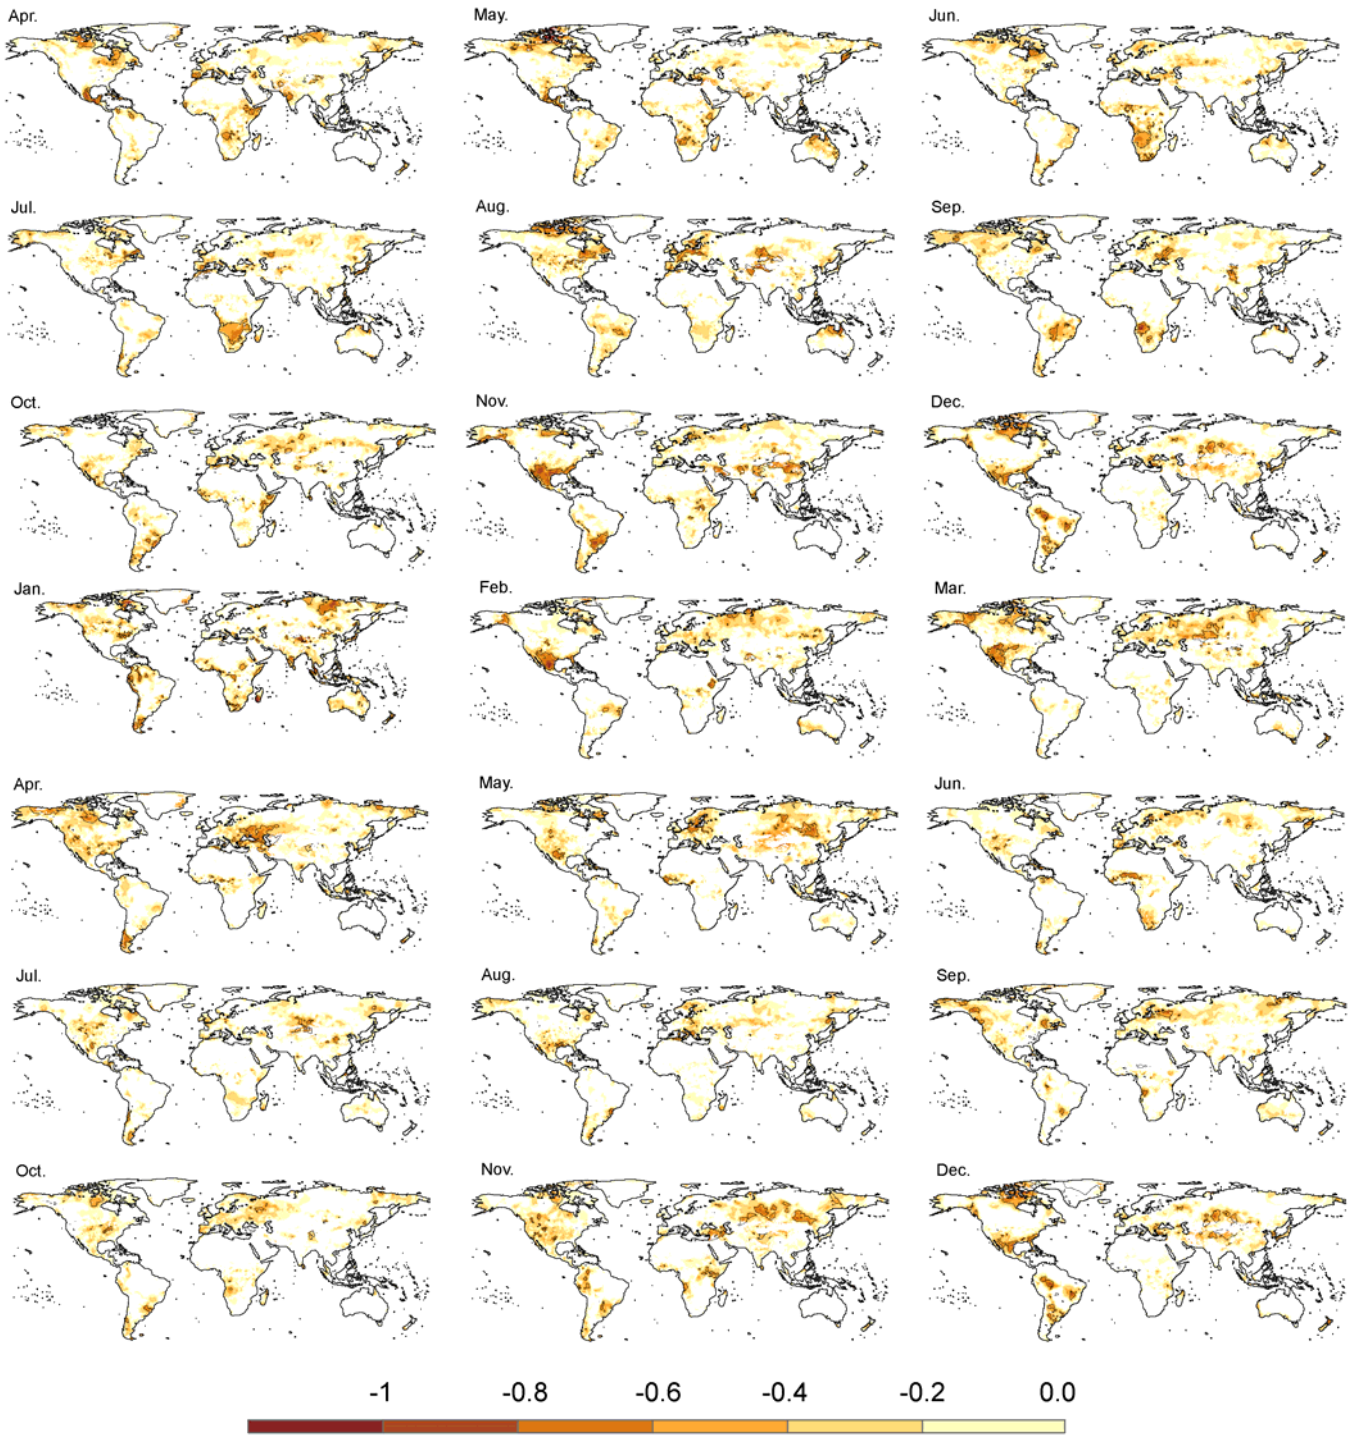 Apr. May. Jun.
Jul. Aug. Sep.
Oct. Nov. Dec.
Jan. Feb. Mar.
Apr. May. Jun.
Jul. Aug. Sep.
Oct. Nov. Dec.
-1 -0.8 -0.6 -0.4 -0.2 0.0